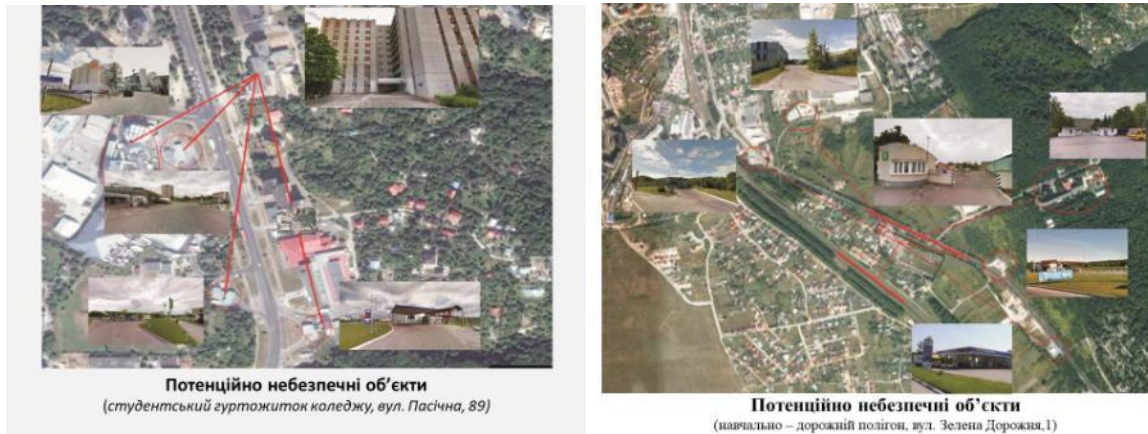 Потенційно небезпечні об’єкти
(студентський гуртожиток коледжу, вул. Пасічна, 89)
Потенційно небезпечні об’єкти
(навчально – дорожній полігон, вул. Зелена Дорожня,1)